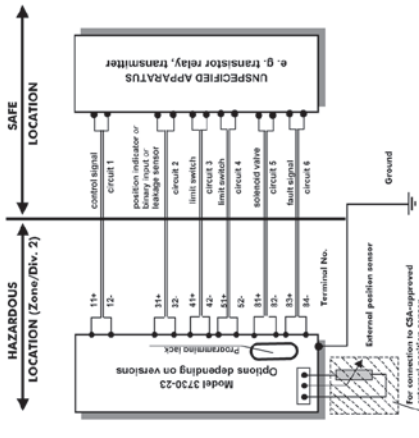 HAZARDOUS
LOCATION (Zone/Div. 2)
SAFE
LOCATION
Model 3730-23
Options depending on versions
Programming jack
11+
12-
control signal
circuit 1
31+
32-
position indicator or
binary input or
leakage sensor
circuit 2
41+
42-
limit switch
circuit 3
51+
52-
limit switch
circuit 4
81+
82-
solenoid valve
circuit 5
83+
84-
fault signal
circuit 6
UNSPECIFIED APPARATUS
e. g. transistor relay, transmitter
Terminal No.
Ground
External position sensor
For connection to CSA-approved